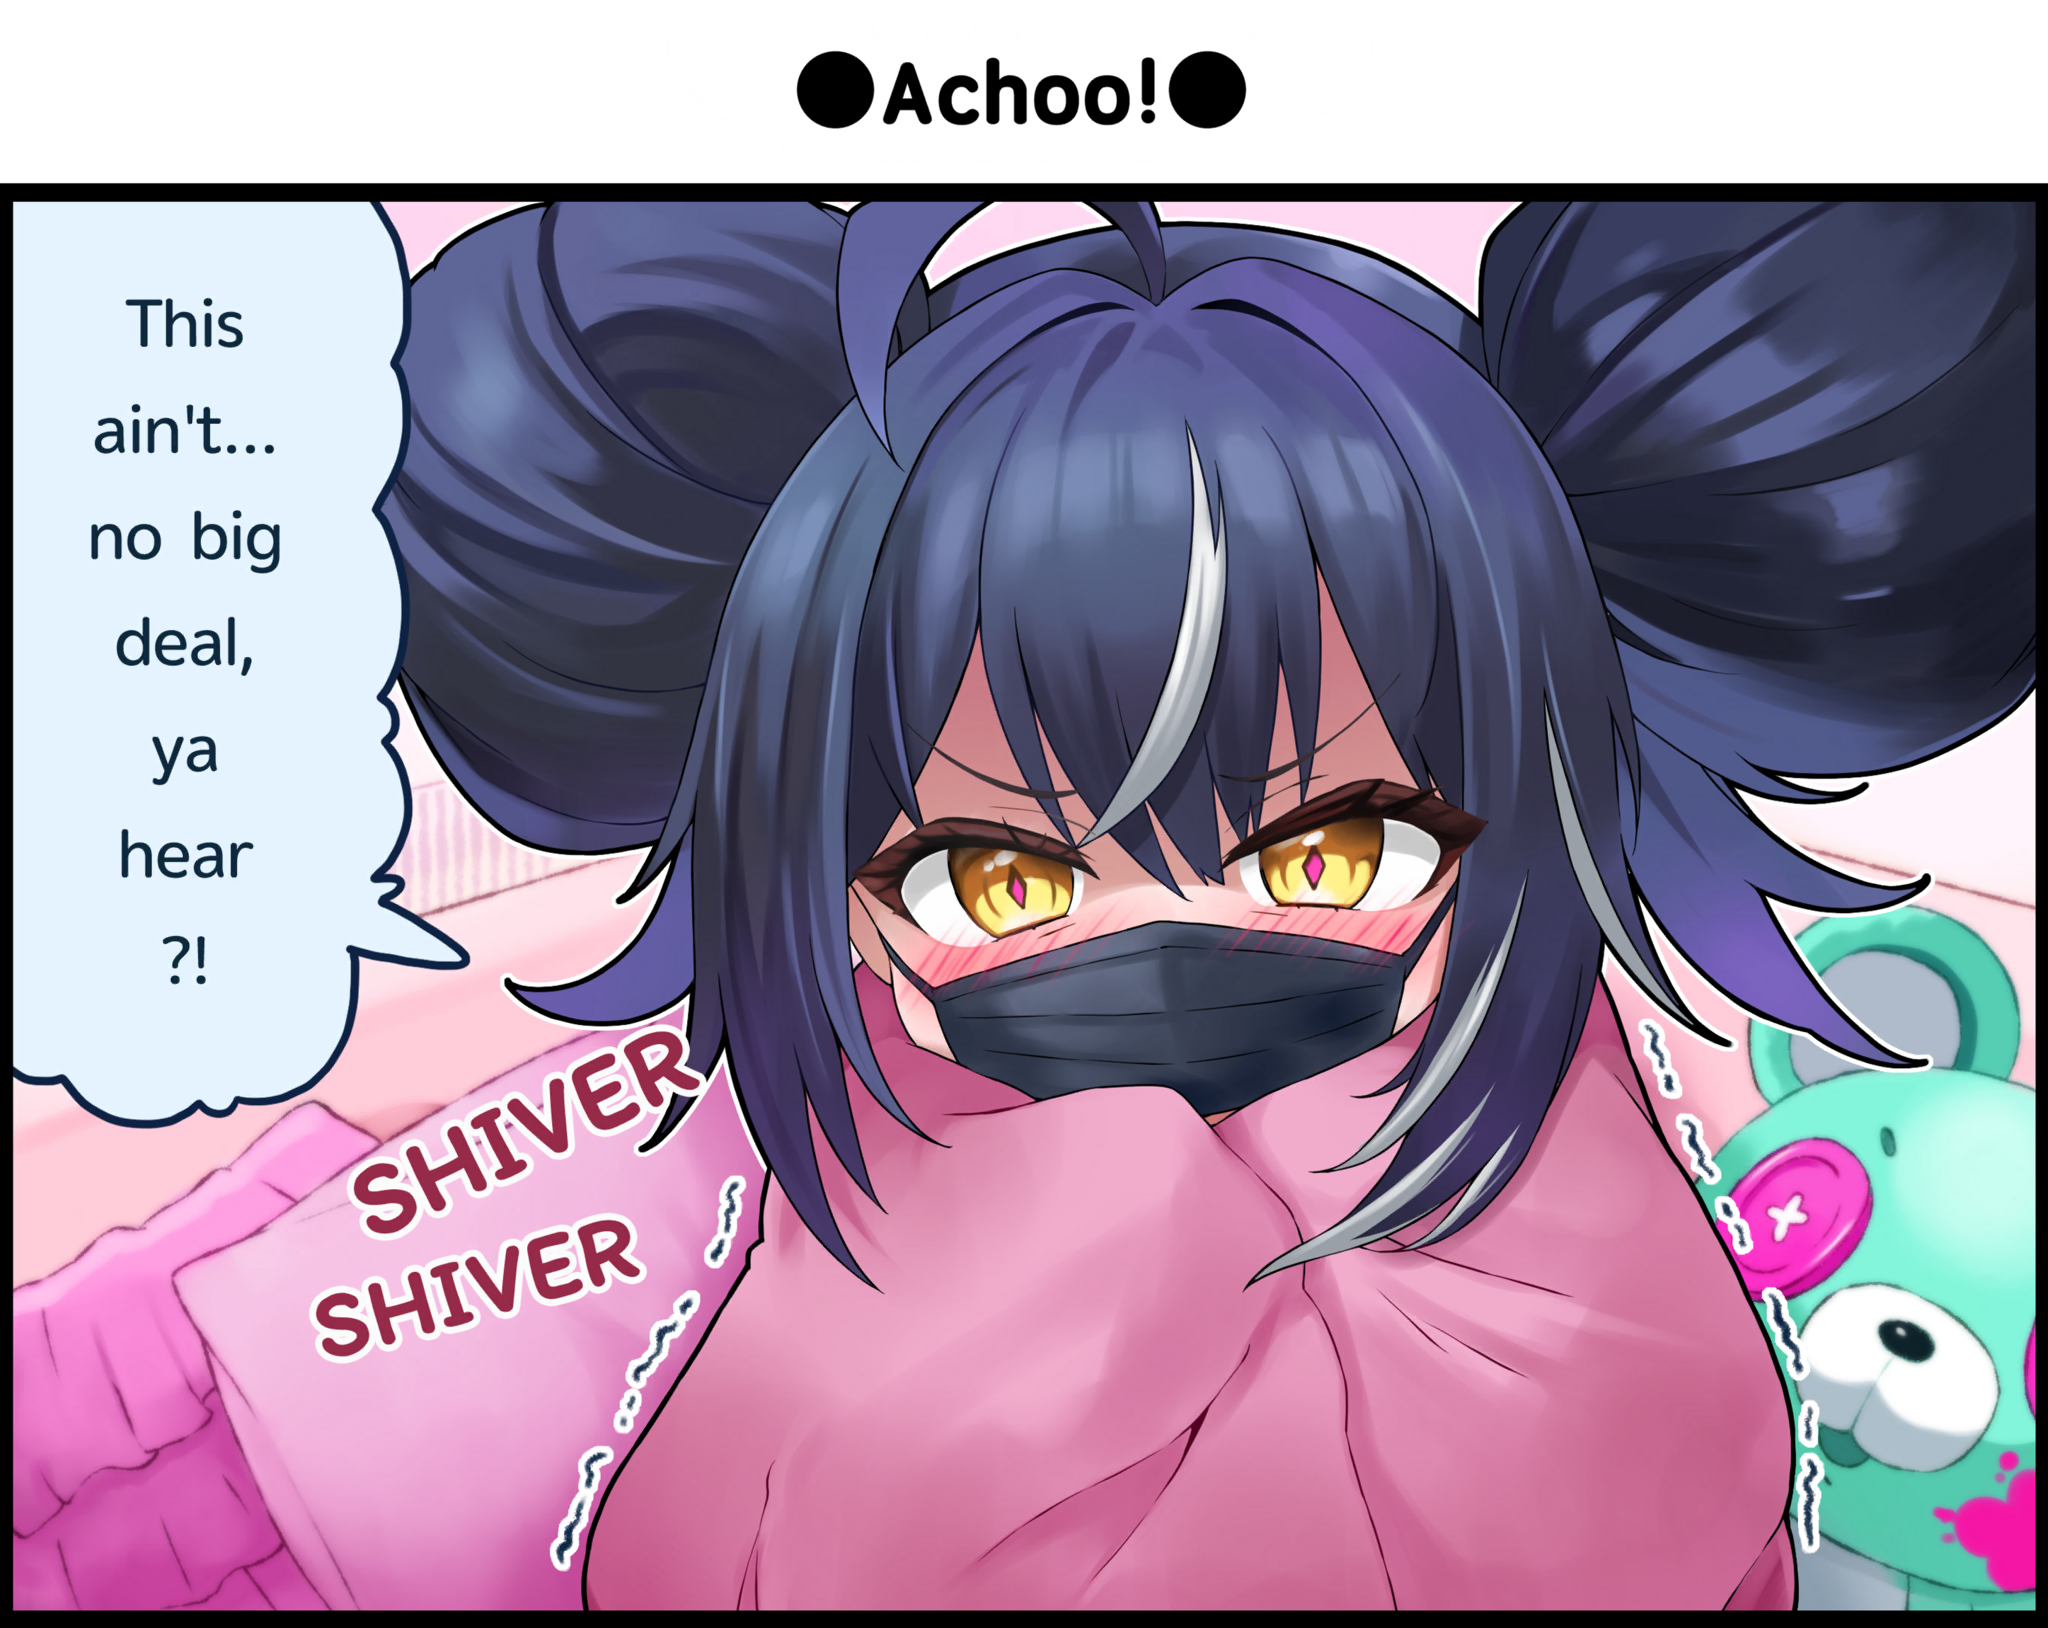 ●Achoo!●
This
ain't...
no big
deal,
ya
hear
?!
SHIVER
SHIVER